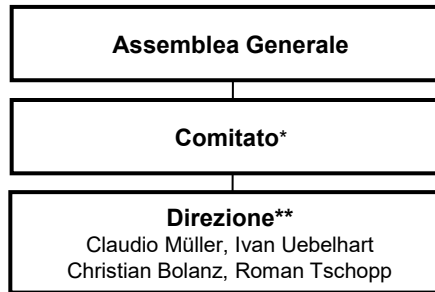 Assemblea Generale
Comitato*
Direzione**
Claudio Müller, Ivan Uebelhart
Christian Bolanz, Roman Tschopp